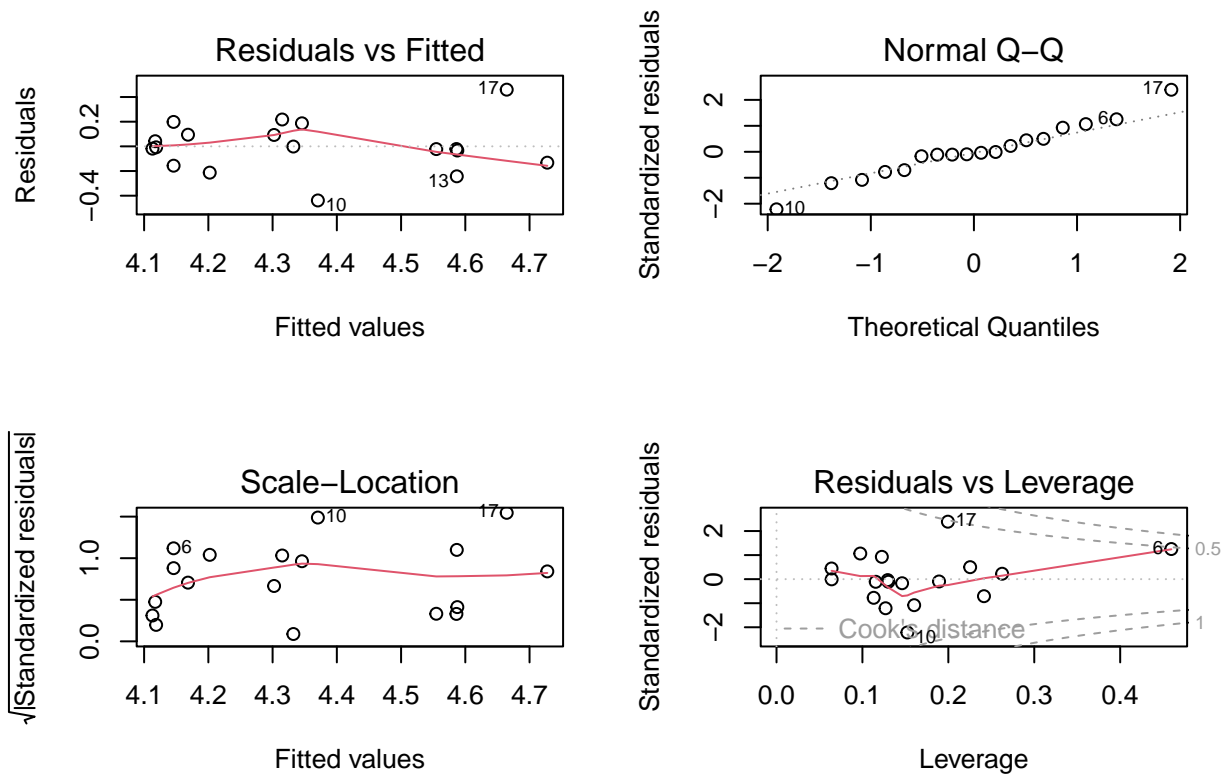 Residuals vs Fitted
Residuals
0.2
−0.4
17
13
10
4.1 4.2 4.3 4.4 4.5 4.6 4.7
Fitted values
Normal Q−Q
Standardized residuals
2
0
−2
17
6
10
−2 −1 0 1 2
Theoretical Quantiles
Scale−Location
√|Standardized residuals|
1.0
0.0
17
10
6
4.1 4.2 4.3 4.4 4.5 4.6 4.7
Fitted values
Residuals vs Leverage
Standardized residuals
2
0
−2
17
6
0.5
1
10
Cook's distance
0.0 0.1 0.2 0.3 0.4
Leverage